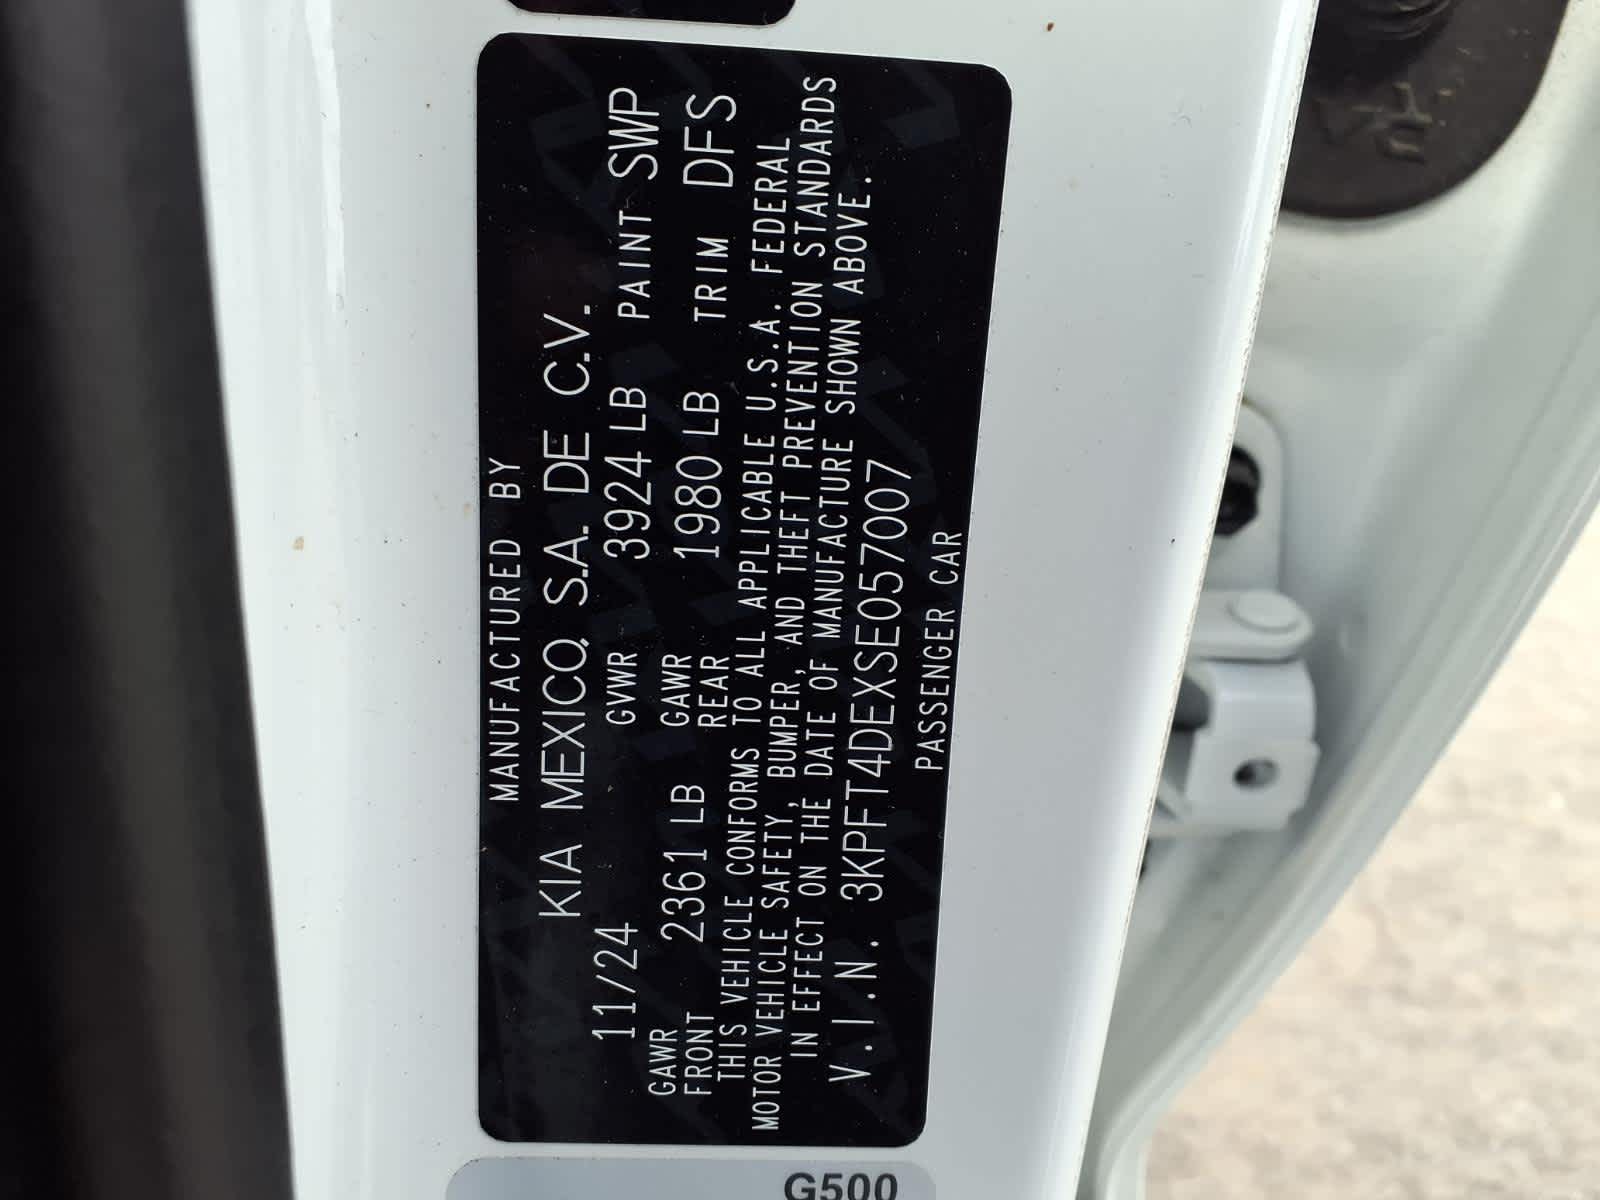 MANUFACTURED BY
KIA MEXICO, S.A. DE C.V.
11/24 GVWR 3924 LB PAINT SWP
GAWR FRONT 2361 LB GAWR REAR 1980 LB TRIM DFS
THIS VEHICLE CONFORMS TO ALL APPLICABLE U.S.A. FEDERAL
MOTOR VEHICLE SAFETY, BUMPER, AND THEFT PREVENTION STANDARDS
IN EFFECT ON THE DATE OF MANUFACTURE SHOWN ABOVE.
V.I.N. 3KPFT4DEXSE057007
PASSENGER CAR
G500